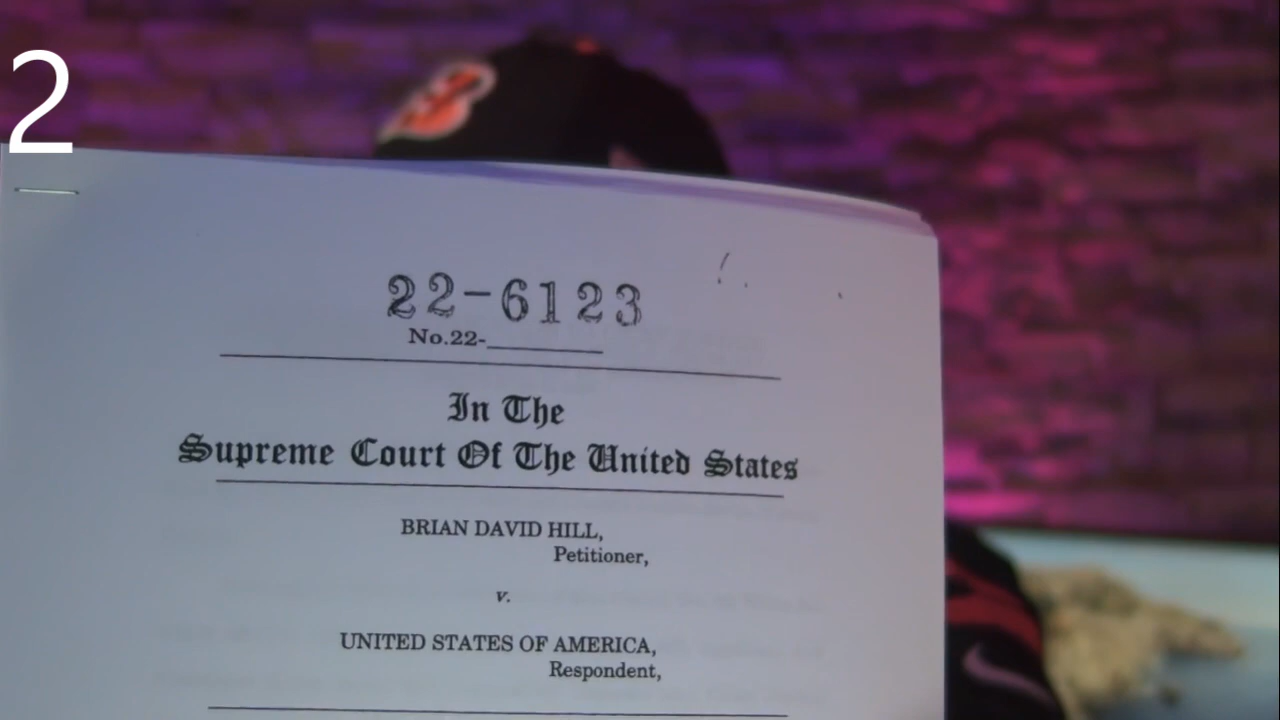 2
22-6123
No.22-
In The
Supreme Court Of The United States
BRIAN DAVID HILL,
Petitioner,
v.
UNITED STATES OF AMERICA,
Respondent,